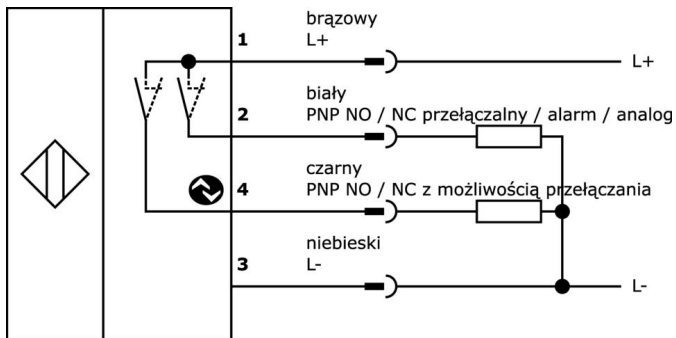 brązowy
1 L+ L+
biały
2 PNP NO / NC przełączalny / alarm / analog
czarny
4 PNP NO / NC z możliwością przełączania
niebieski
3 L- L-